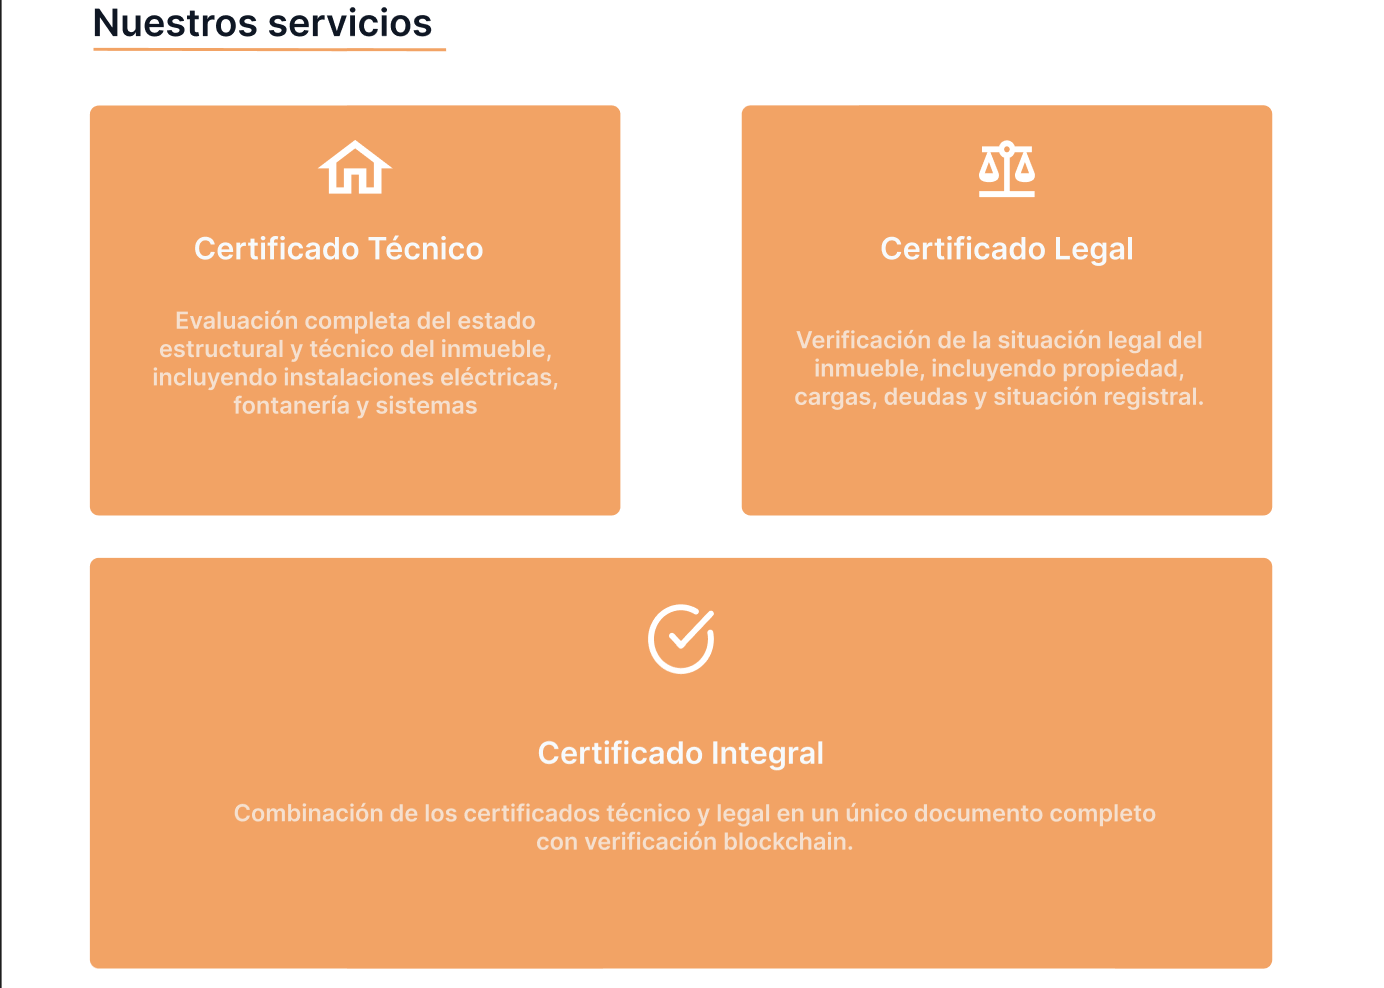 Nuestros servicios
Certificado Técnico
Evaluación completa del estado
estructural y técnico del inmueble,
incluyendo instalaciones eléctricas,
fontanería y sistemas
Certificado Legal
Verificación de la situación legal del
inmueble, incluyendo propiedad,
cargas, deudas y situación registral.
Certificado Integral
Combinación de los certificados técnico y legal en un único documento completo
con verificación blockchain.